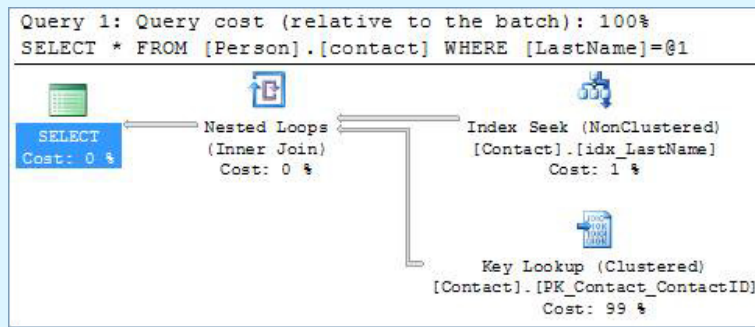 Query 1: Query cost (relative to the batch): 100%
SELECT * FROM [Person].[contact] WHERE [LastName]=@1
SELECT
Cost: 0 %
Nested Loops
(Inner Join)
Cost: 0 %
Index Seek (NonClustered)
[Contact].[idx_LastName]
Cost: 1 %
Key Lookup (Clustered)
[Contact].[PK_Contact_ContactID]
Cost: 99 %